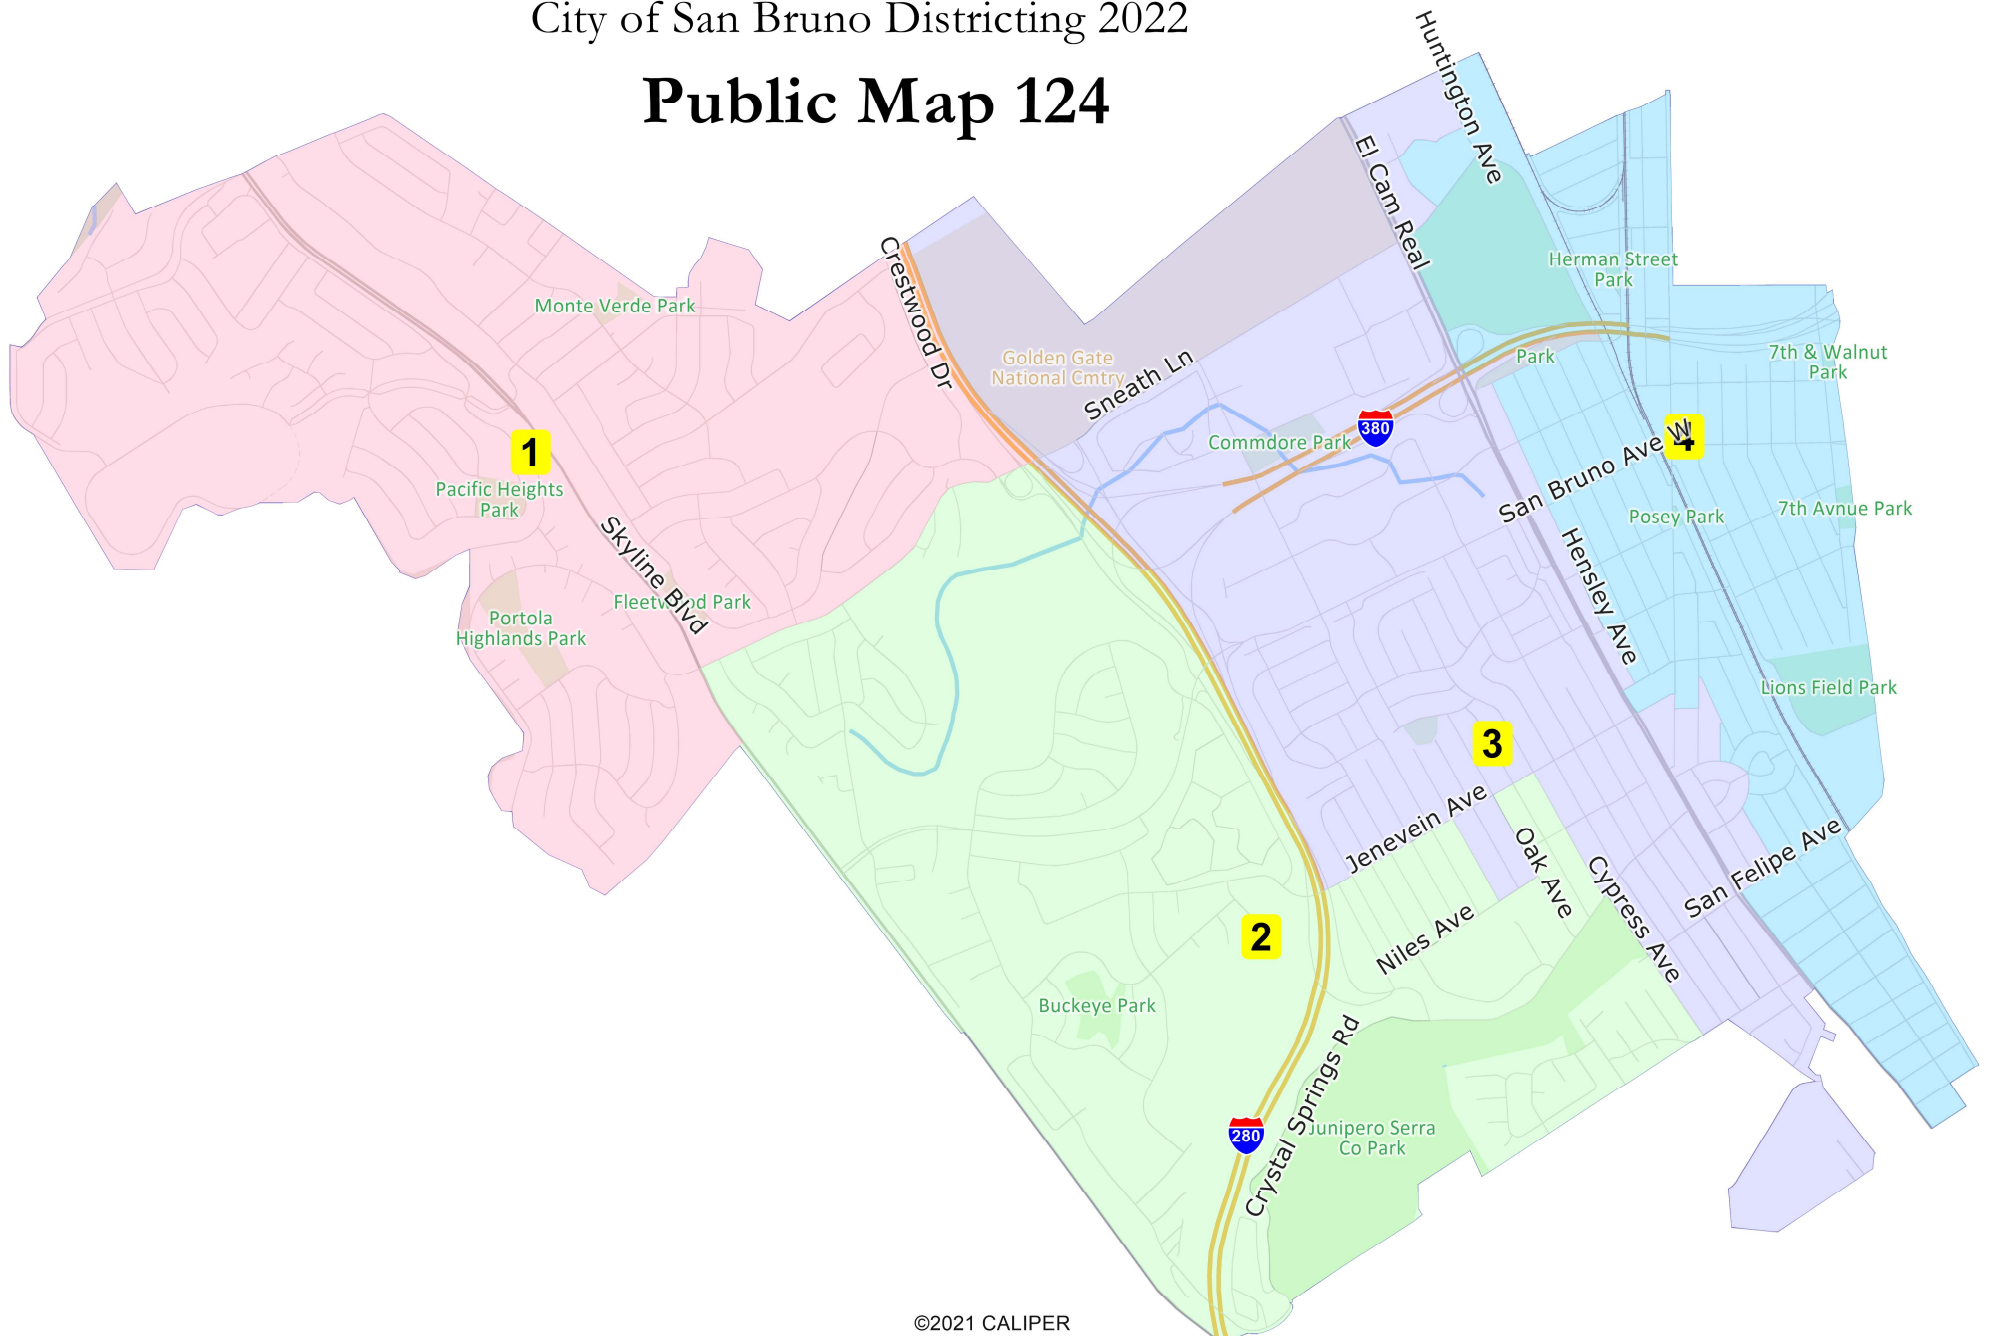 City of San Bruno Districting 2022
Public Map 124
Huntington Ave
El Cam Real
Crestwood Dr
Herman Street
Park
Monte Verde Park
Golden Gate
National Cmtry
Sneath Ln
Park
7th & Walnut
Park
380
Commdore Park
1
4
San Bruno Ave W
Pacific Heights
Park
Posey Park
7th Avnue Park
Skyline Blvd
Hensley Ave
Fleetwood Park
Portola
Highlands Park
Lions Field Park
3
Jenevein Ave
Oak Ave
Cypress Ave
San Felipe Ave
2
Niles Ave
Buckeye Park
Crystal Springs Rd
280
Junipero Serra
Co Park
©2021 CALIPER